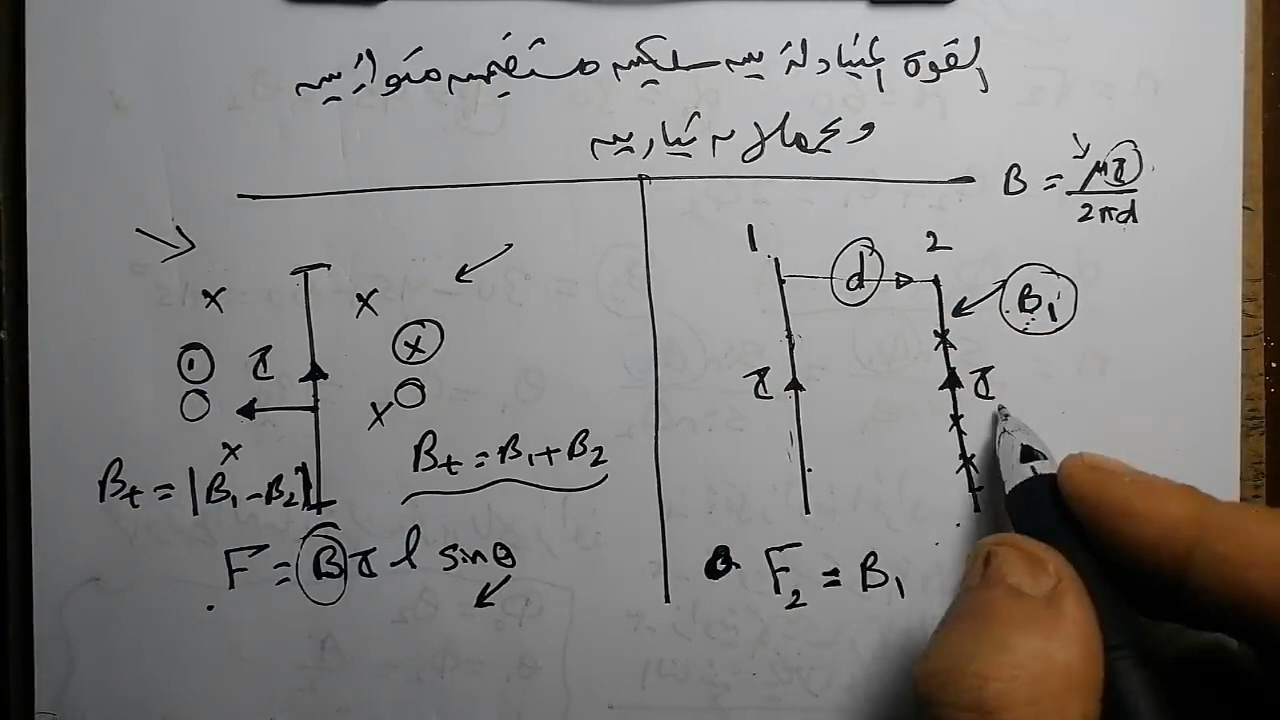 القوة المتبادلة بين سلكين مستقيمين متوازيين
ويحملان تيارين
B = μI / 2πd
1 2
d
B₁
I I I
Bt = B₁ + B₂
Bt = |B₁ - B₂|
F = B I l sinθ
F₂ = B₁